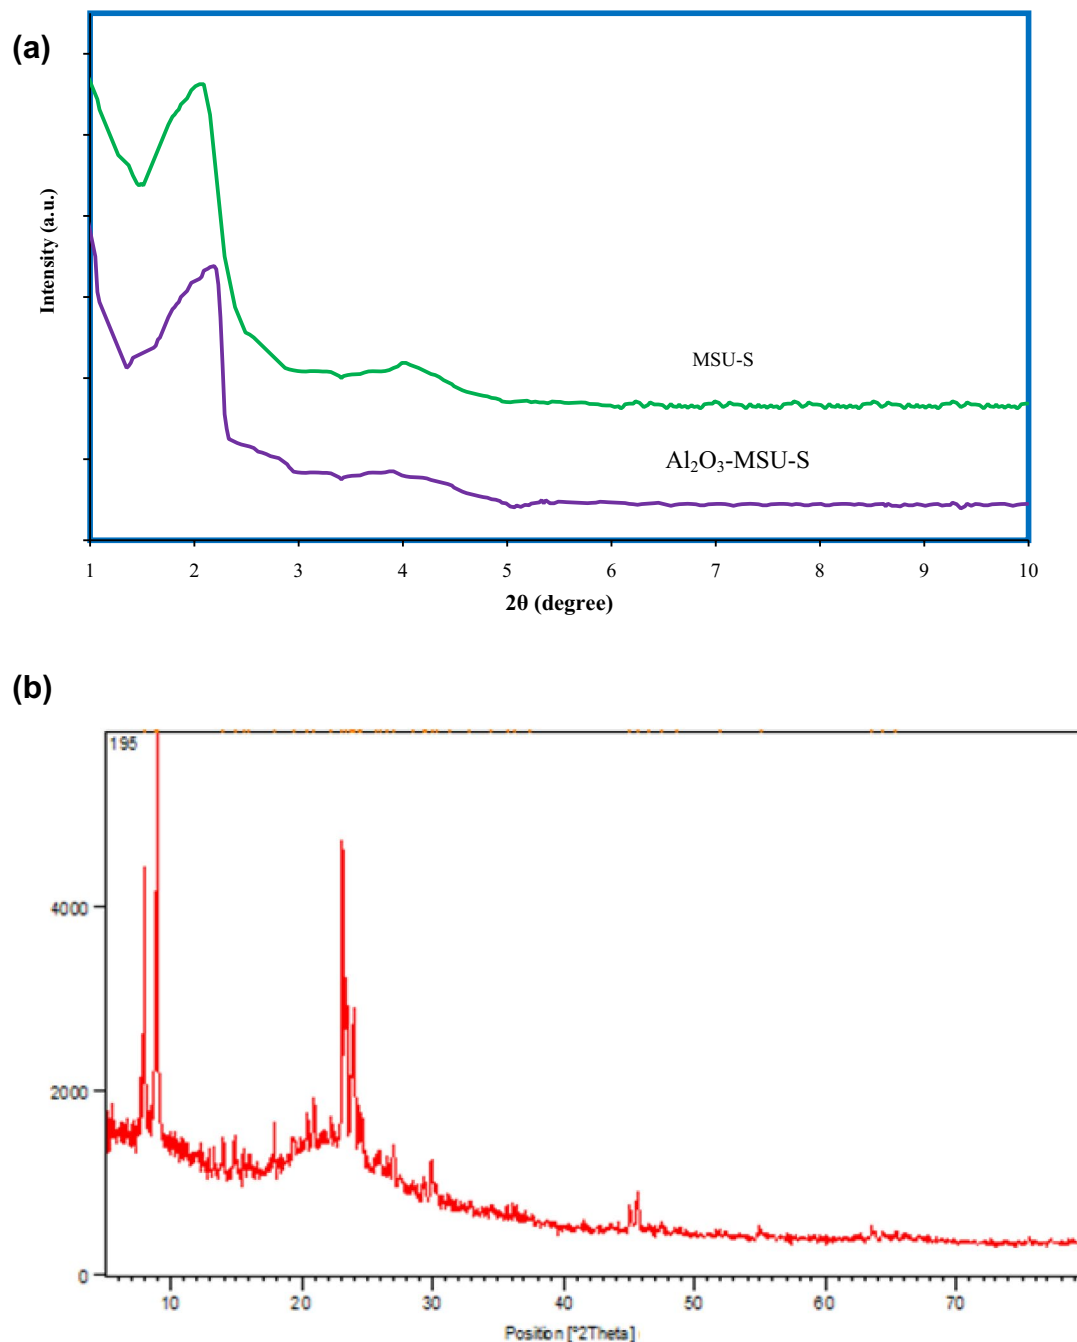 (a)
Intensity (a.u.)
MSU-S
Al₂O₃-MSU-S
1 2 3 4 5 6 7 8 9 10
2θ (degree)
(b)
195
4000
2000
0
10 20 30 40 50 60 70
Position [°2Theta]